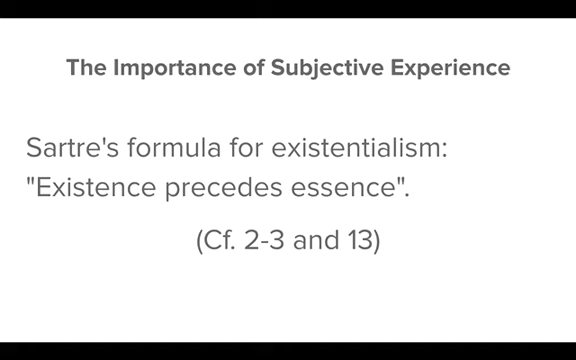 The Importance of Subjective Experience
Sartre's formula for existentialism:
"Existence precedes essence".
(Cf. 2-3 and 13)